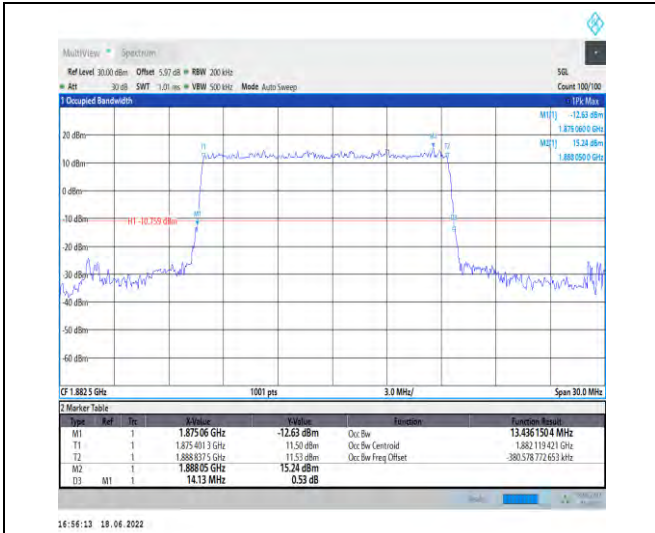 MultiView Spectrum
Ref Level 30.00 dBm Offset 5.97 dB RBW 200 kHz SGL
Att 30 dB SWT 1.01 ms VBW 500 kHz Mode Auto Sweep Count 100/100
1 Occupied Bandwidth 1Pk Max
M1[1] -12.63 dBm
1.875 060 0 GHz
M2[1] 15.24 dBm
1.888 050 0 GHz
20 dBm
T1 M2 T2
10 dBm
0 dBm
M1 D3
-10 dBm
H1 -10.759 dBm
-20 dBm
-30 dBm
-40 dBm
-50 dBm
-60 dBm
CF 1.882 5 GHz 1001 pts 3.0 MHz/ Span 30.0 MHz
2 Marker Table
Type Ref Trc X-Value Y-Value Function Function Result
M1 1 1.875 06 GHz -12.63 dBm Occ Bw 13.436 150 4 MHz
T1 1 1.875 401 3 GHz 11.50 dBm Occ Bw Centroid 1.882 119 421 GHz
T2 1 1.888 837 5 GHz 11.53 dBm Occ Bw Freq Offset -380.578 772 653 kHz
M2 1 1.888 05 GHz 15.24 dBm
D3 M1 1 14.13 MHz 0.53 dB
16:56:13 18.06.2022